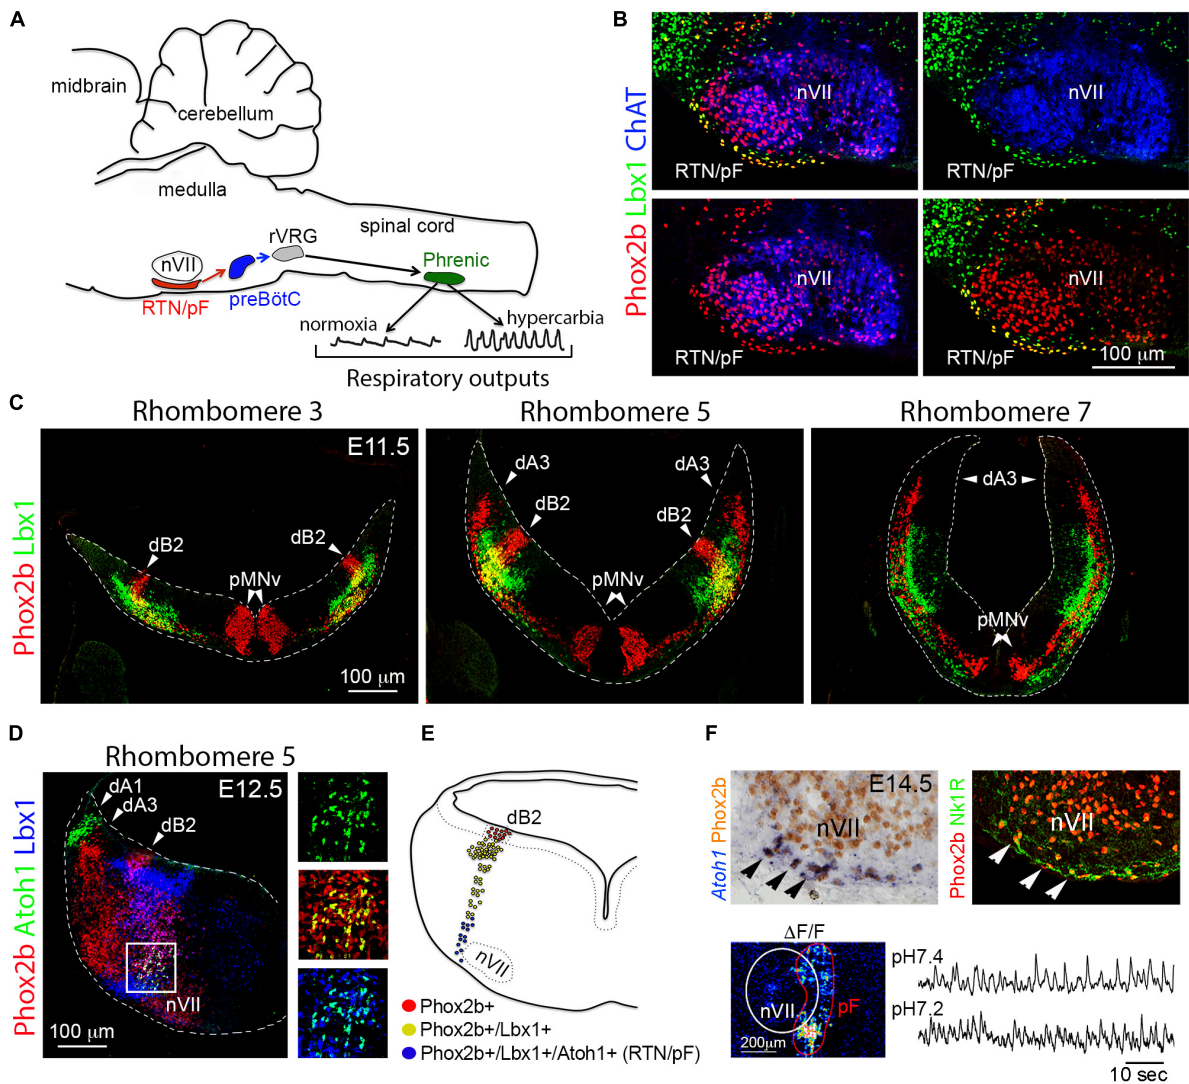 A
midbrain
cerebellum
medulla
spinal cord
rVRG
nVII
Phrenic
preBötC
RTN/pF
normoxia
hypercarbia
Respiratory outputs
B
Phox2b Lbx1 ChAT
nVII
RTN/pF
nVII
RTN/pF
nVII
RTN/pF
nVII
RTN/pF
100 μm
C
Phox2b Lbx1
Rhombomere 3
E11.5
dB2
dB2
pMNv
100 μm
Rhombomere 5
dA3
dA3
dB2
dB2
pMNv
Rhombomere 7
dA3
pMNv
D
Rhombomere 5
Phox2b Atoh1 Lbx1
E12.5
dA1
dA3
dB2
nVII
100 μm
E
dB2
nVII
Phox2b+
Phox2b+/Lbx1+
Phox2b+/Lbx1+/Atoh1+ (RTN/pF)
F
Atoh1 Phox2b
E14.5
nVII
Phox2b Nk1R
nVII
ΔF/F
nVII
pF
200μm
pH7.4
pH7.2
10 sec